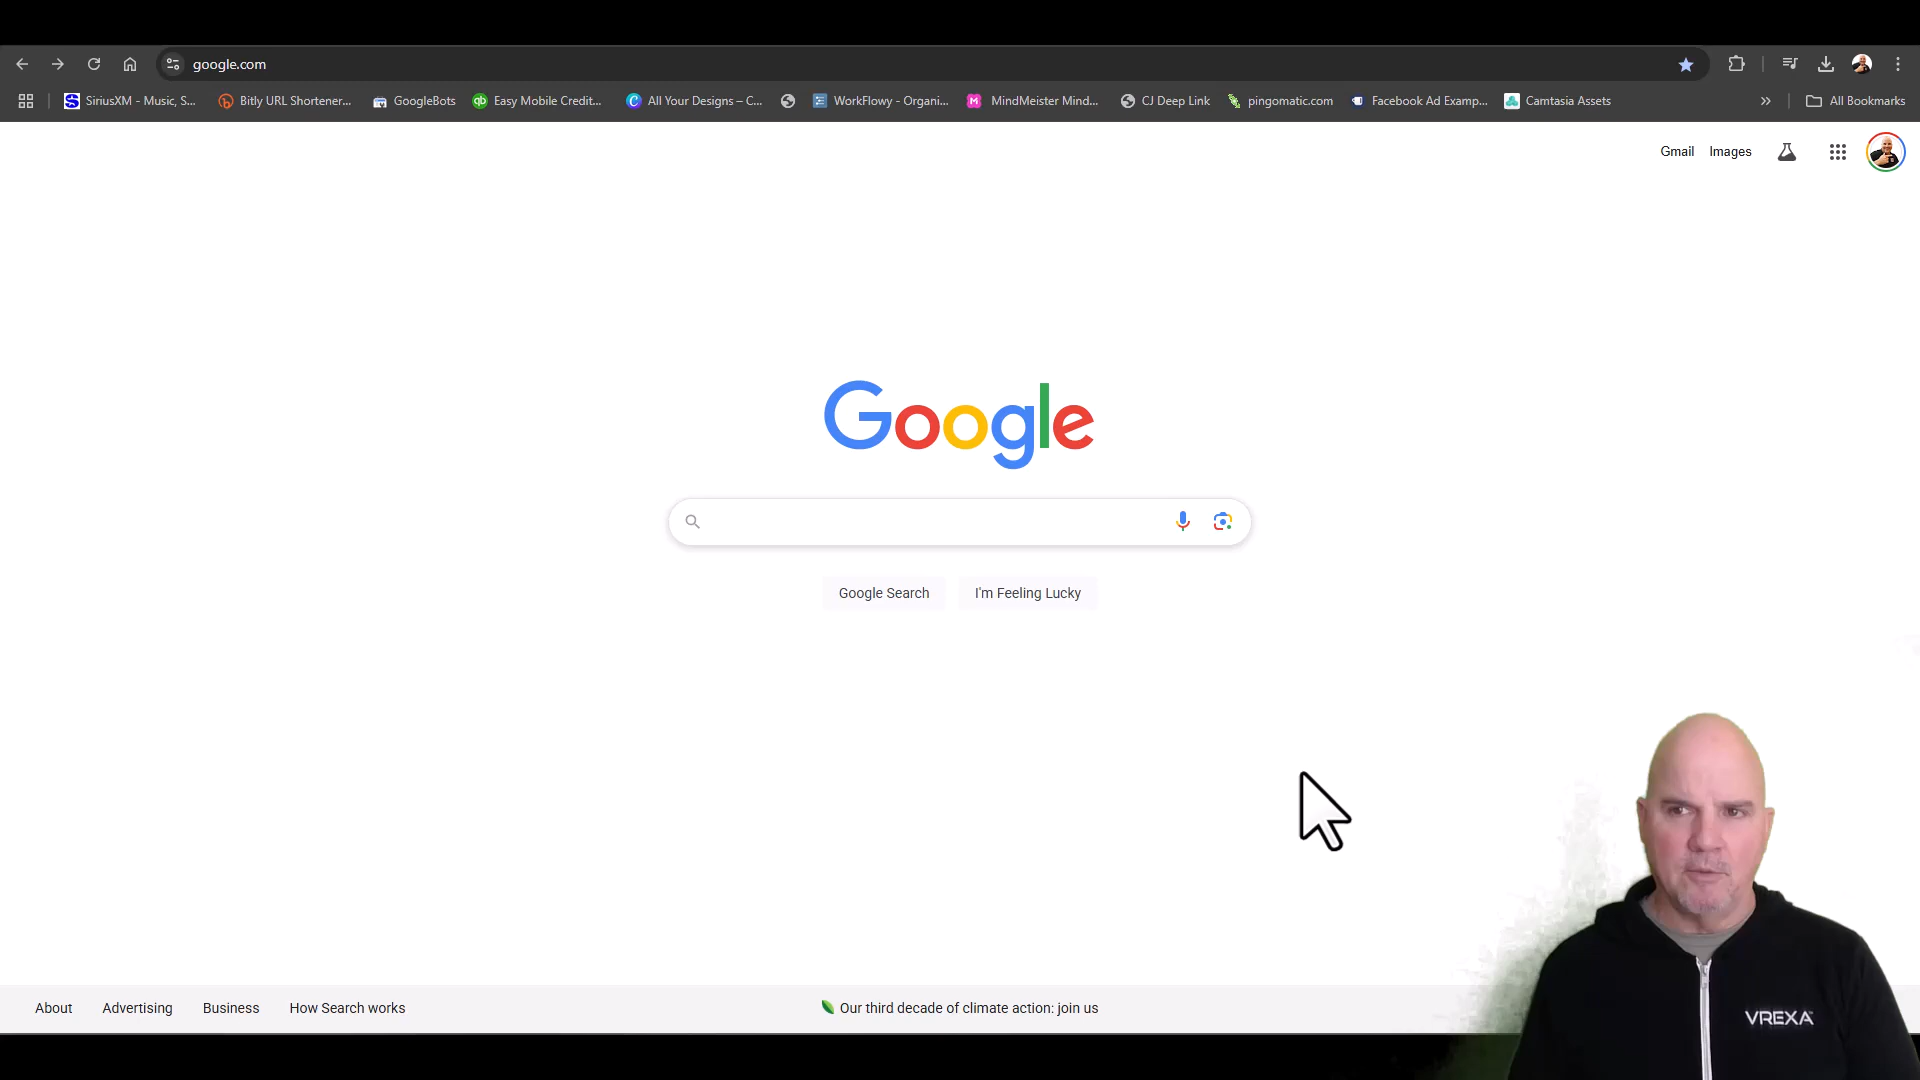 google.com
SiriusXM - Music, S...
Bitly URL Shortener...
GoogleBots
Easy Mobile Credit...
All Your Designs – C...
WorkFlowy - Organi...
MindMeister Mind...
CJ Deep Link
pingomatic.com
Facebook Ad Examp...
Camtasia Assets
All Bookmarks
Gmail
Images
Google
Google Search
I'm Feeling Lucky
About
Advertising
Business
How Search works
Our third decade of climate action: join us
VREXA